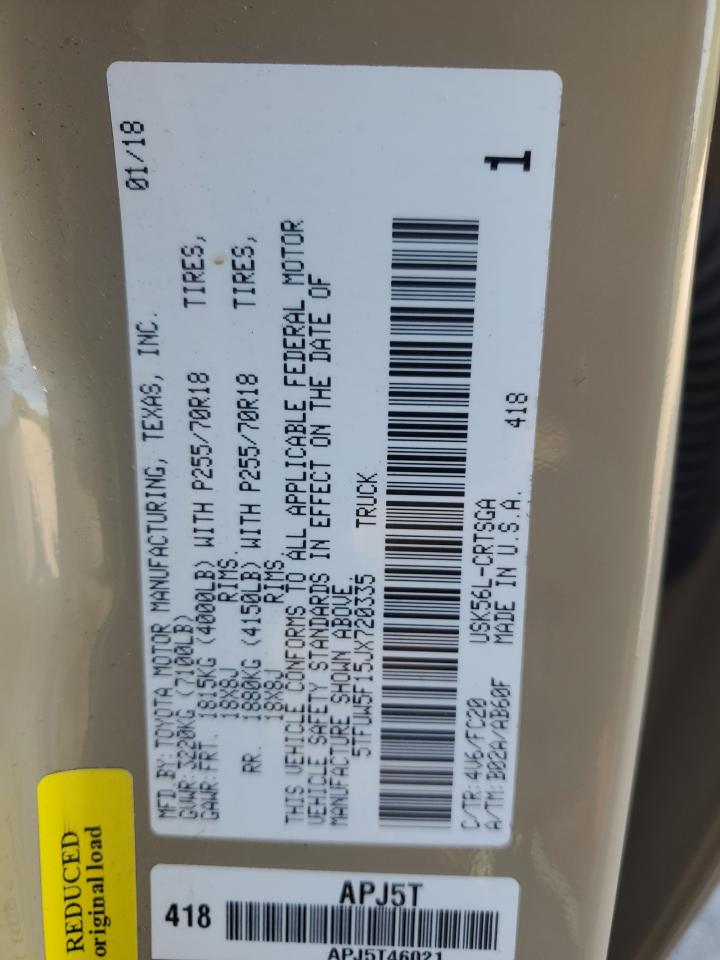 MFD BY: TOYOTA MOTOR MANUFACTURING, TEXAS, INC. 01/18
GVWR: 3220KG (7100LB)
GAWR: FRT. 1815KG (4000LB) WITH P255/70R18 TIRES,
18X8J RIMS.
RR. 1880KG (4150LB) WITH P255/70R18 TIRES,
18X8J RIMS.
THIS VEHICLE CONFORMS TO ALL APPLICABLE FEDERAL MOTOR
VEHICLE SAFETY STANDARDS IN EFFECT ON THE DATE OF
MANUFACTURE SHOWN ABOVE.
5TFUW5F15JX720335 TRUCK
C/TR: 4V6/FC20 USK56L-CRTSGA 418
A/TM: B02A/AB60F MADE IN U.S.A.
1
REDUCED
original load
APJ5T
418
APJ5T46021